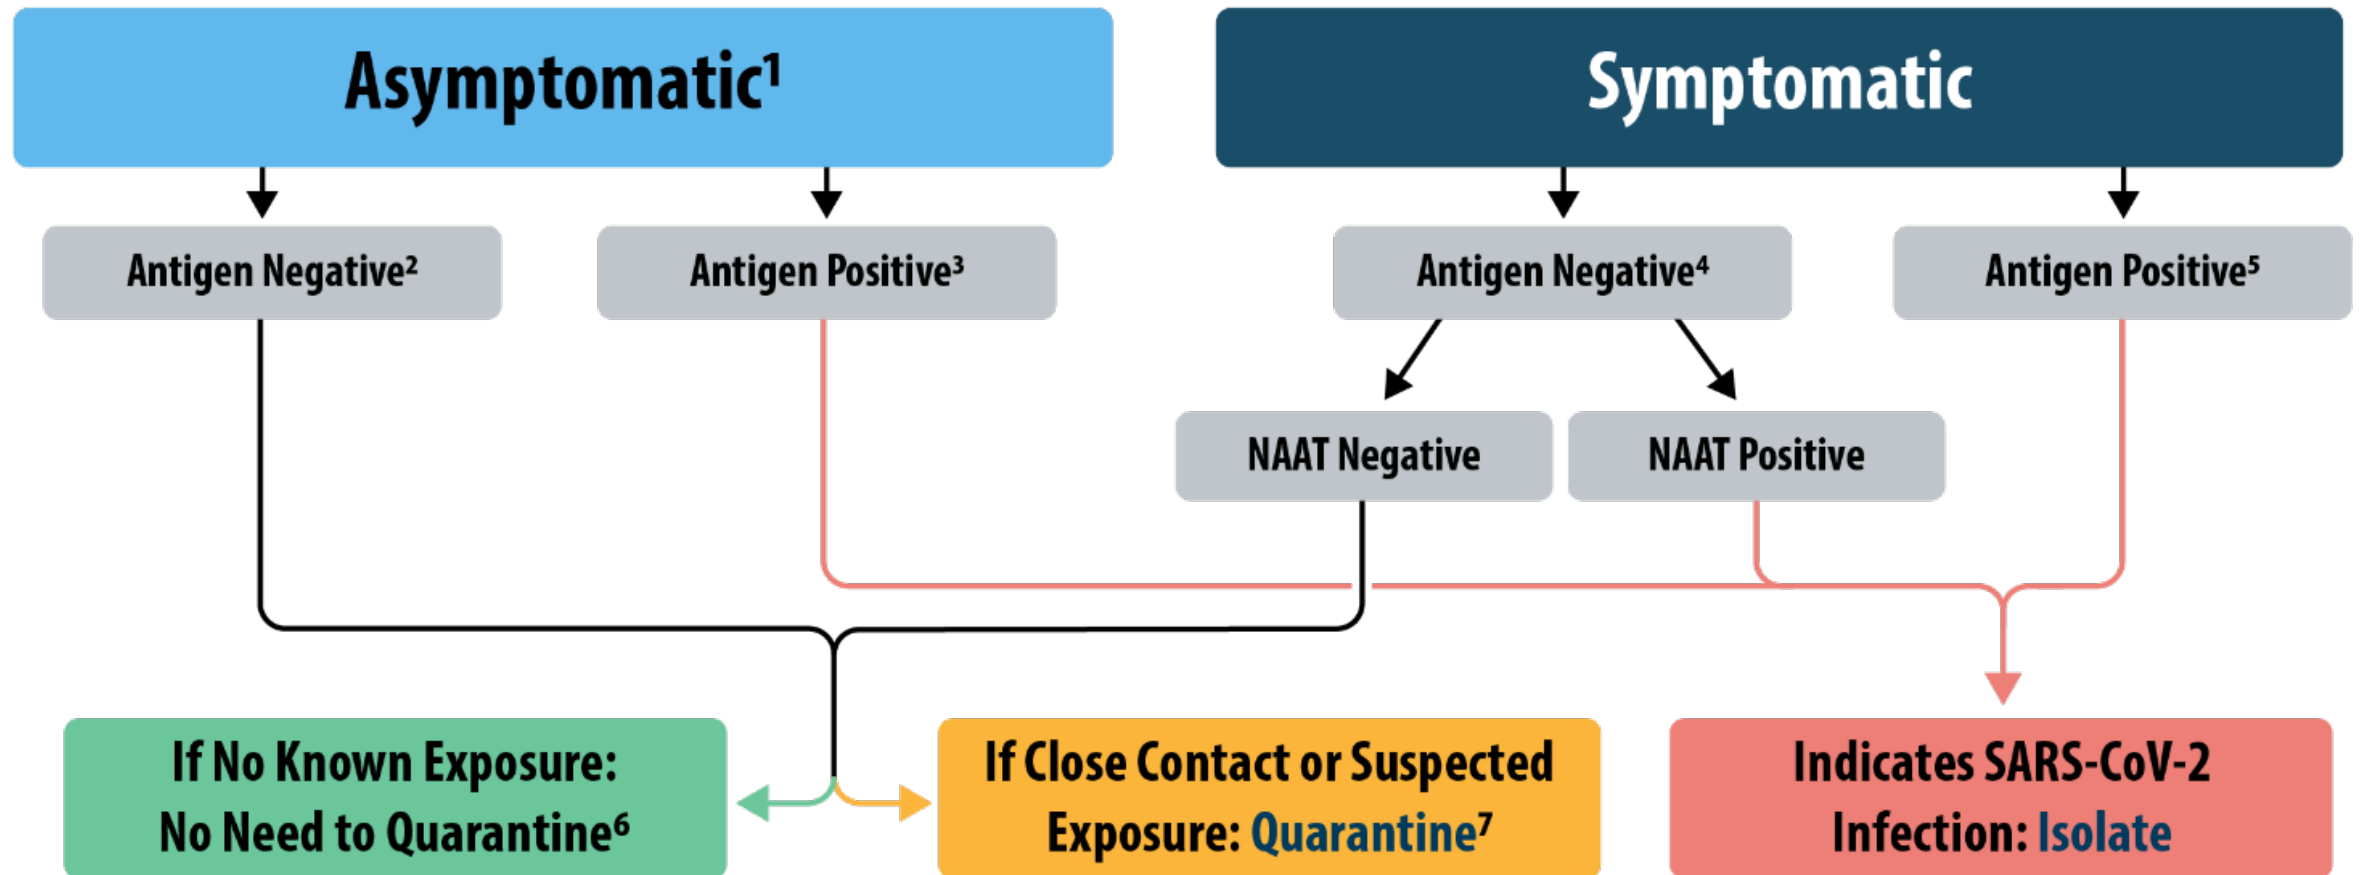 Asymptomatic¹
Symptomatic
Antigen Negative²
Antigen Positive³
Antigen Negative⁴
Antigen Positive⁵
NAAT Negative
NAAT Positive
If No Known Exposure:
No Need to Quarantine⁶
If Close Contact or Suspected
Exposure: Quarantine⁷
Indicates SARS-CoV-2
Infection: Isolate